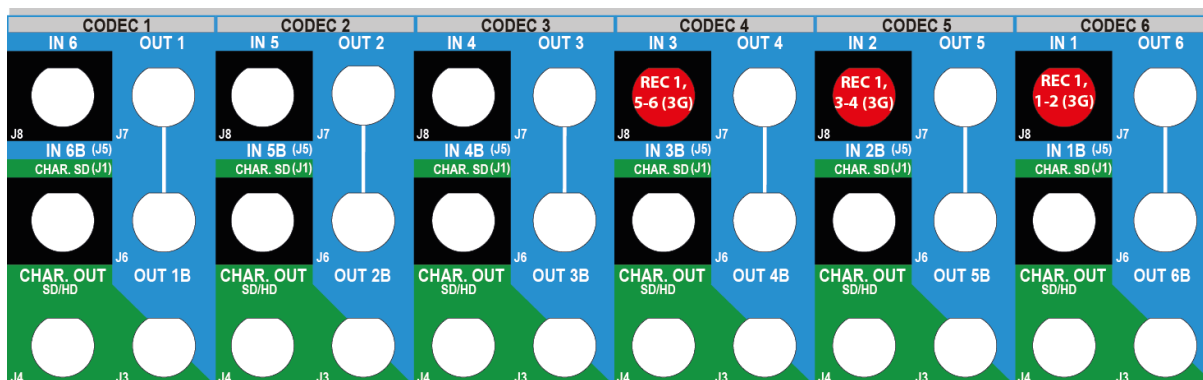 CODEC 1 CODEC 2 CODEC 3 CODEC 4 CODEC 5 CODEC 6
IN 6 OUT 1 IN 5 OUT 2 IN 4 OUT 3 IN 3 OUT 4 IN 2 OUT 5 IN 1 OUT 6
REC 1, REC 1, REC 1,
5-6 (3G) 3-4 (3G) 1-2 (3G)
J8 J7 J8 J7 J8 J7 J8 J7 J8 J7 J8 J7
IN 6B (J5) IN 5B (J5) IN 4B (J5) IN 3B (J5) IN 2B (J5) IN 1B (J5)
CHAR. SD (J1) CHAR. SD (J1) CHAR. SD (J1) CHAR. SD (J1) CHAR. SD (J1) CHAR. SD (J1)
J6 J6 J6 J6 J6 J6
CHAR. OUT OUT 1B CHAR. OUT OUT 2B CHAR. OUT OUT 3B CHAR. OUT OUT 4B CHAR. OUT OUT 5B CHAR. OUT OUT 6B
SD/HD SD/HD SD/HD SD/HD SD/HD SD/HD
J4 J3 J4 J3 J4 J3 J4 J3 J4 J3 J4 J3